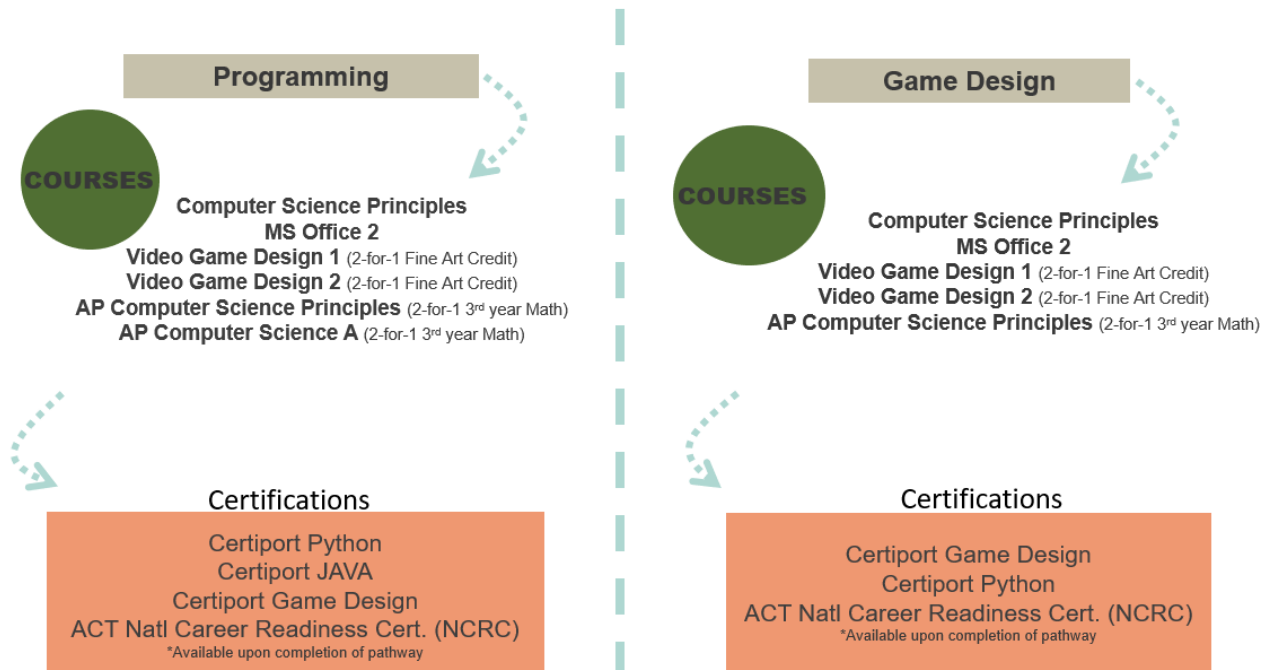 Programming
COURSES
Computer Science Principles
MS Office 2
Video Game Design 1 (2-for-1 Fine Art Credit)
Video Game Design 2 (2-for-1 Fine Art Credit)
AP Computer Science Principles (2-for-1 3rd year Math)
AP Computer Science A (2-for-1 3rd year Math)
Certifications
Certiport Python
Certiport JAVA
Certiport Game Design
ACT Natl Career Readiness Cert. (NCRC)
*Available upon completion of pathway
Game Design
COURSES
Computer Science Principles
MS Office 2
Video Game Design 1 (2-for-1 Fine Art Credit)
Video Game Design 2 (2-for-1 Fine Art Credit)
AP Computer Science Principles (2-for-1 3rd year Math)
Certifications
Certiport Game Design
Certiport Python
ACT Natl Career Readiness Cert. (NCRC)
*Available upon completion of pathway